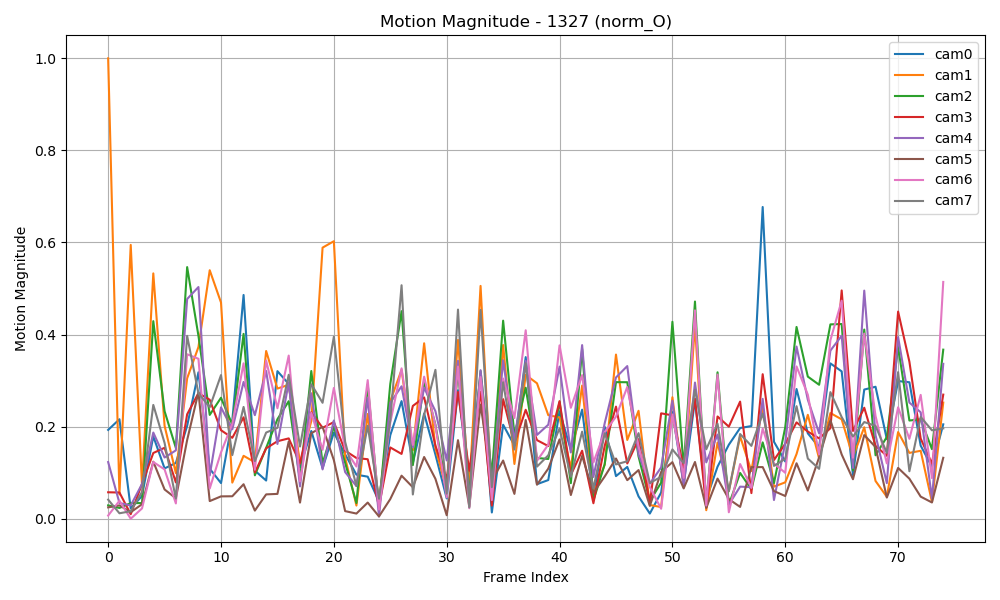 Motion Magnitude - 1327 (norm_O)
Motion Magnitude
1.0
0.8
0.6
0.4
0.2
0.0
cam0
cam1
cam2
cam3
cam4
cam5
cam6
cam7
0 10 20 30 40 50 60 70
Frame Index